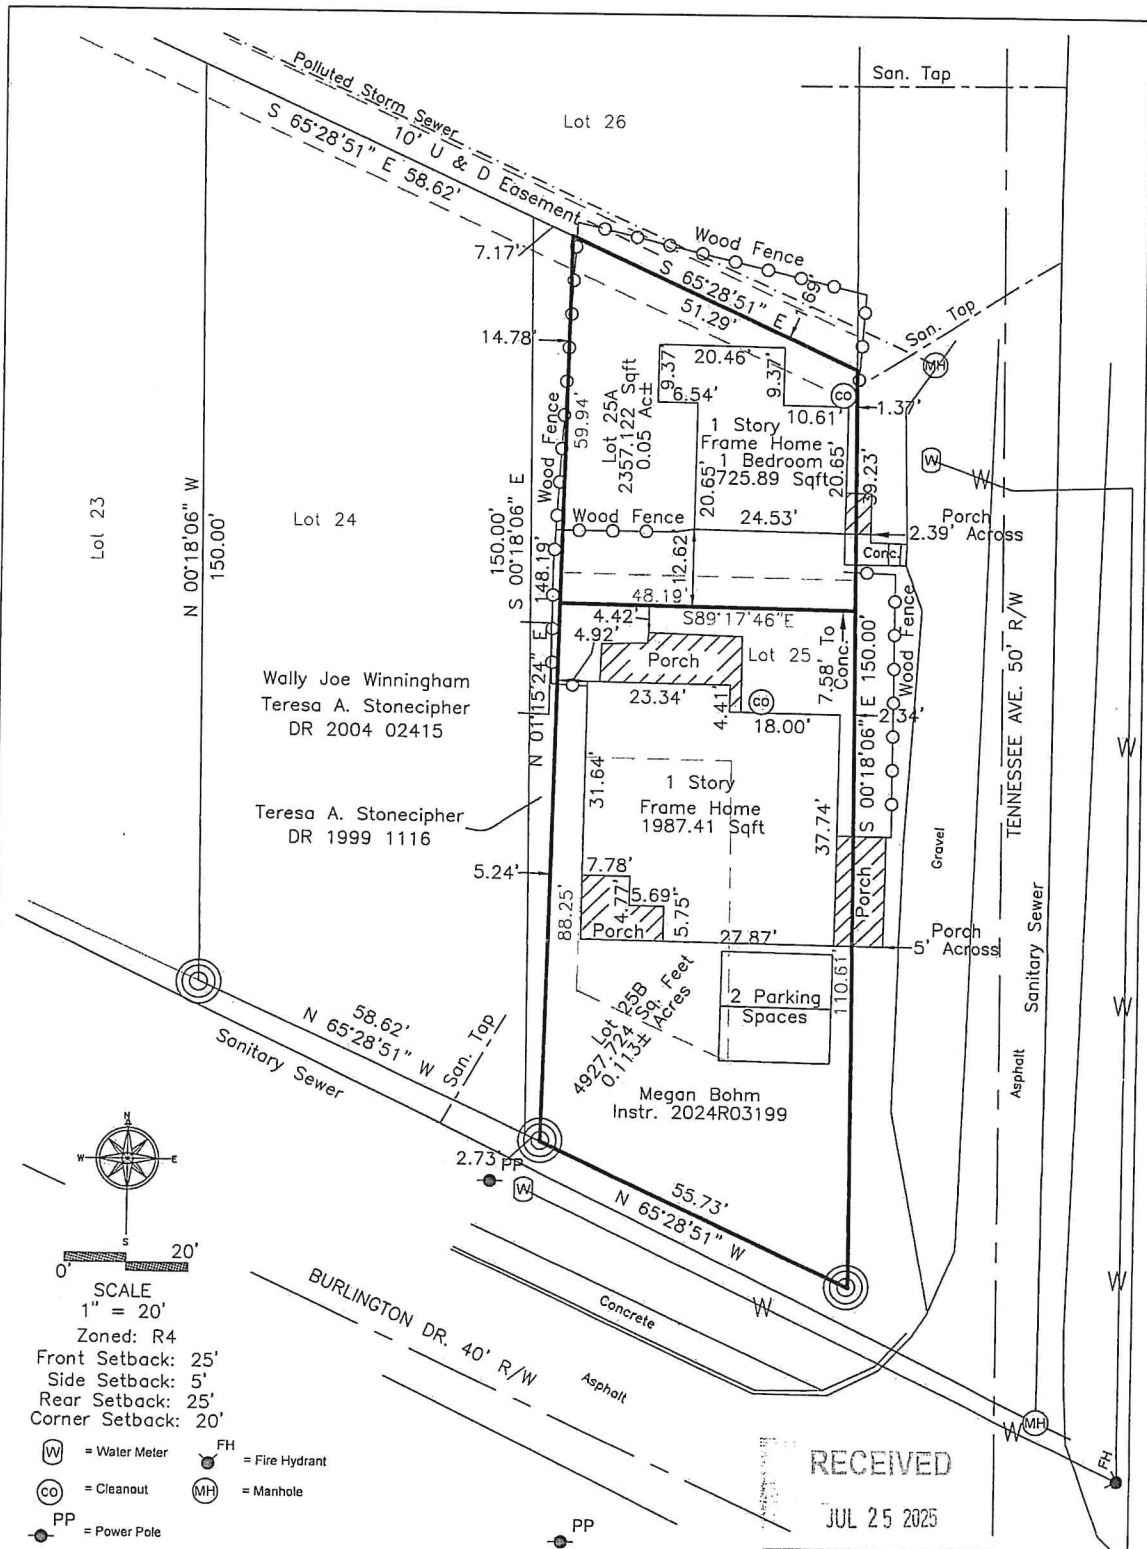 San. Tap
Lot 26
Polluted Storm Sewer
10' U & D Easement
S 65°28'51" E 58.62'
7.17'
Wood Fence
S 65°28'51" E
51.29'
.69'
San. Tap
MH
14.78'
20.46'
9.37'
9.37'
6.54'
10.61'
CO
1.37'
59.94'
Lot 25A
2357.122 Sqft
0.05 Ac±
1 Story
Frame Home
1 Bedroom
725.89 Sqft
20.65'
20.65'
39.23'
W
W
Wood Fence
Lot 23
N 00°18'06" W
150.00'
Lot 24
S 00°18'06" E
150.00'
148.19'
Wood Fence
24.53'
Porch
2.39' Across
Conc.
12.62'
48.19'
S89°17'46"E
4.42'
4.92'
Porch
Lot 25
7.58' To
Conc.
S 00°18'06" E 150.00'
Wood Fence
TENNESSEE AVE. 50' R/W
Wally Joe Winningham
Teresa A. Stonecipher
DR 2004 02415
N 01°15'24" E
23.34'
4.41'
CO
18.00'
2.34'
W
31.64'
1 Story
Frame Home
1987.41 Sqft
37.74'
Teresa A. Stonecipher
DR 1999 1116
Gravel
5.24'
7.78'
4.77'
5.69'
5.75'
Porch
88.25'
27.87'
Porch
Porch
5' Across
Sanitary Sewer
110.61'
2 Parking
Spaces
W
Lot 25B
4927.724 Sq. Feet
0.113± Acres
58.62'
N 65°28'51" W
San. Tap
Sanitary Sewer
Asphalt
Megan Bohm
Instr. 2024R03199
2.73'
PP
W
55.73'
N 65°28'51" W
W
W
N
W
E
S
0'
20'
SCALE
1" = 20'
Zoned: R4
Front Setback: 25'
Side Setback: 5'
Rear Setback: 25'
Corner Setback: 20'
BURLINGTON DR. 40' R/W
Concrete
Asphalt
MH
W
FH
W = Water Meter
FH = Fire Hydrant
CO = Cleanout
MH = Manhole
PP = Power Pole
PP
RECEIVED
JUL 25 2025